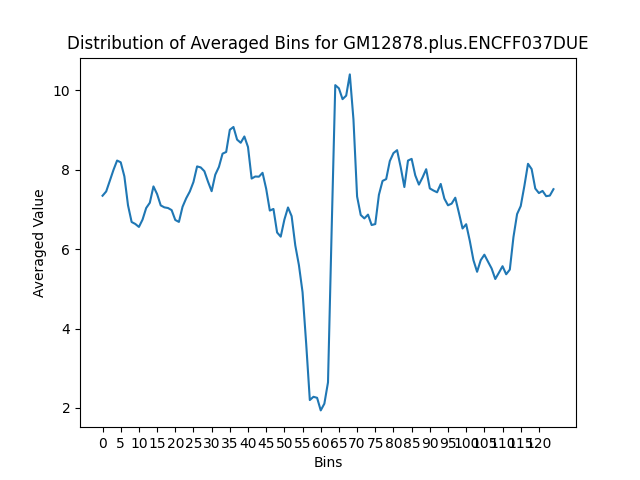 Distribution of Averaged Bins for GM12878.plus.ENCFF037DUE
10
8
6
4
2
Averaged Value
0 5 10 15 20 25 30 35 40 45 50 55 60 65 70 75 80 85 90 95 100 105 110 115 120
Bins